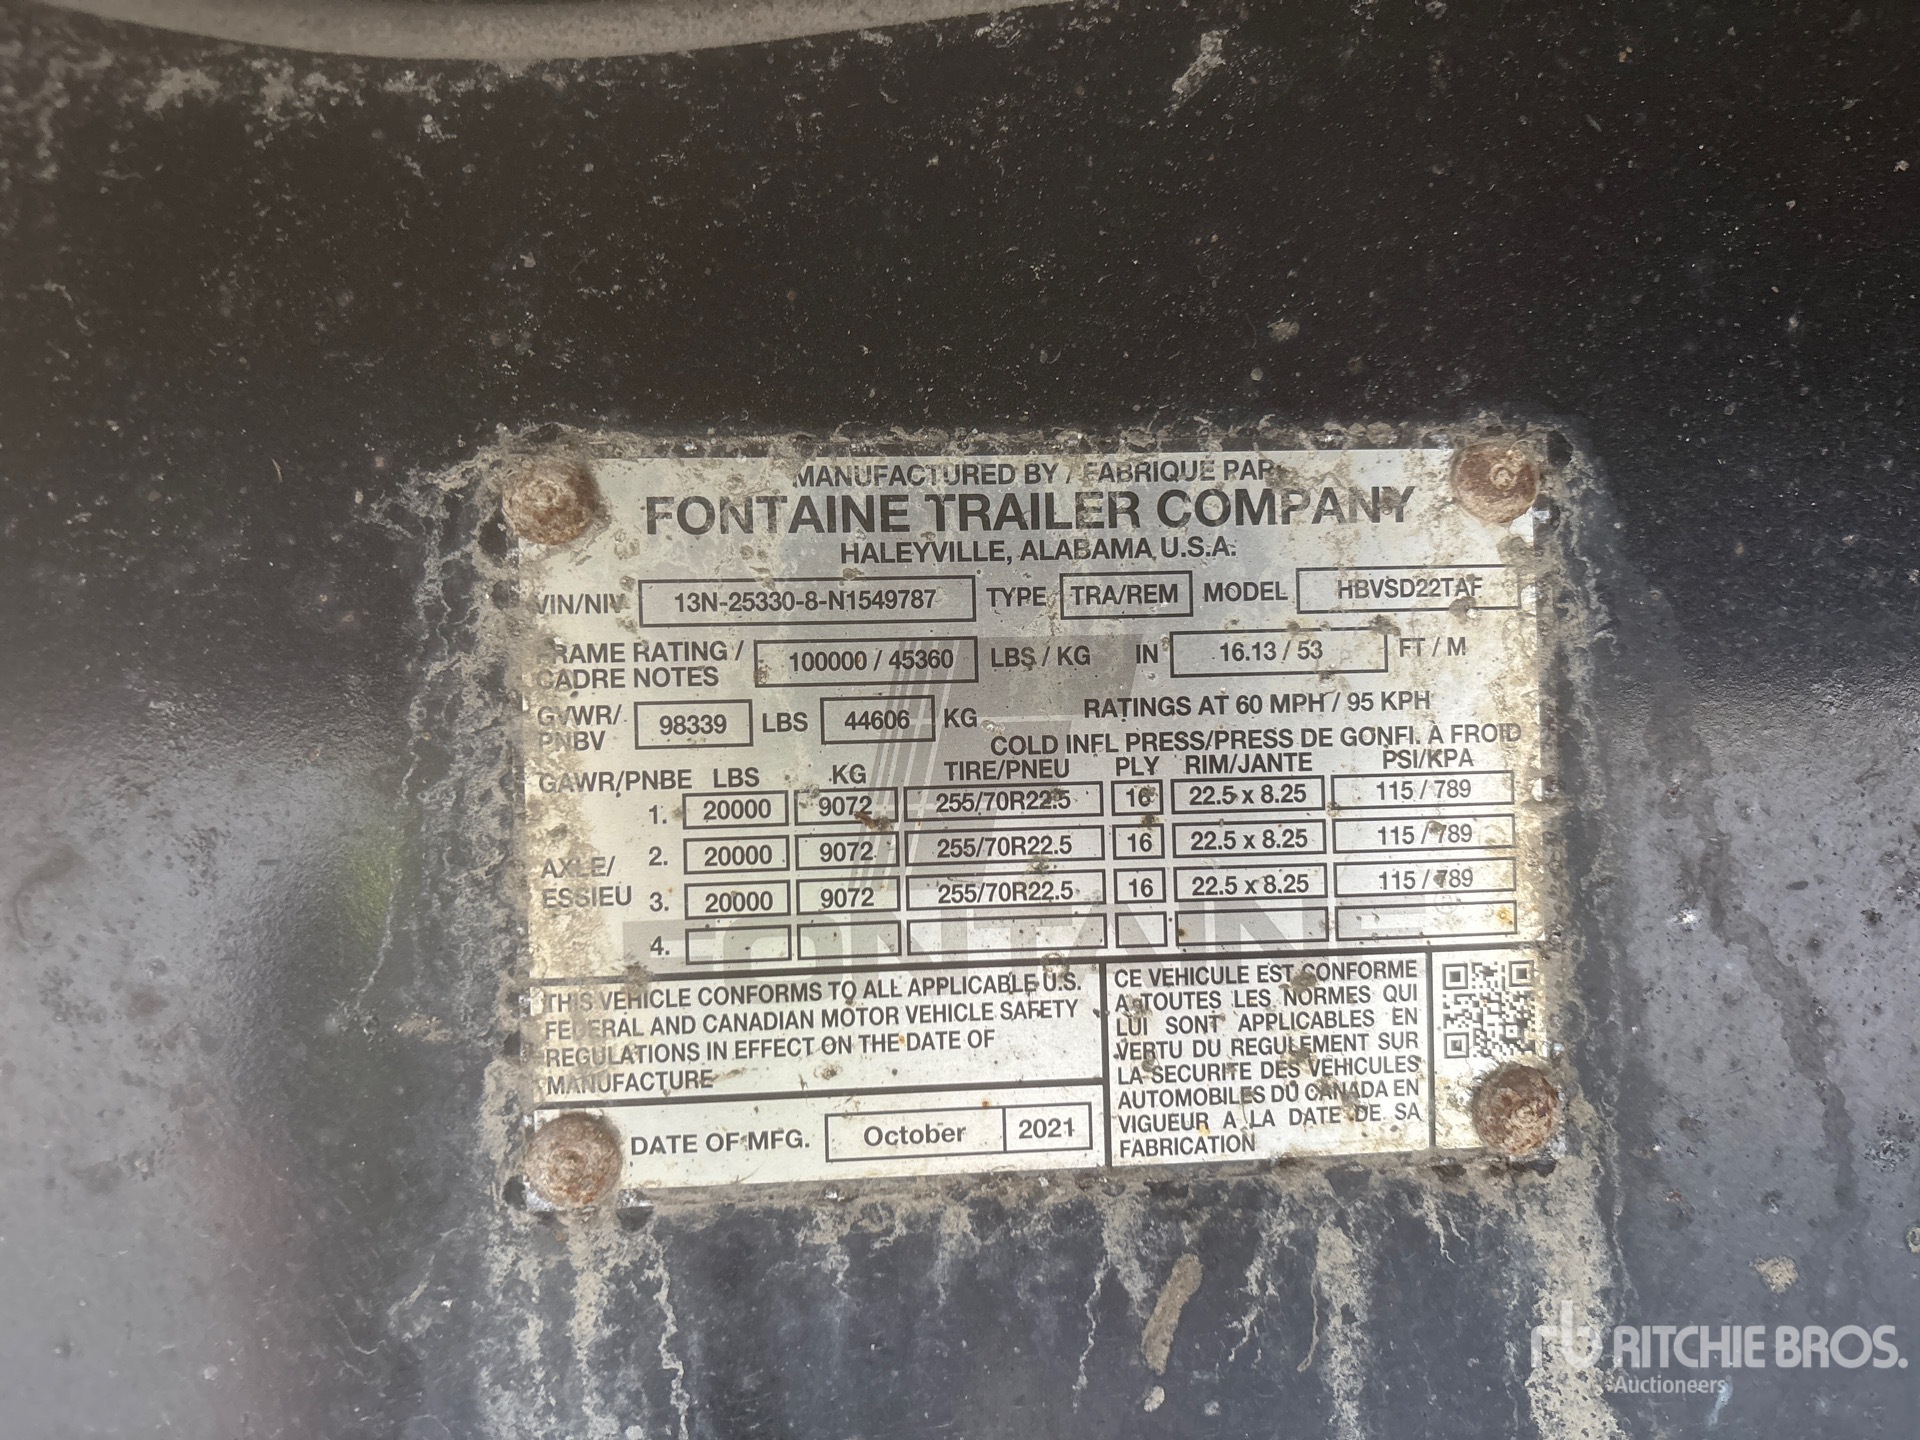 MANUFACTURED BY / FABRIQUÉ PAR
FONTAINE TRAILER COMPANY
HALEYVILLE, ALABAMA U.S.A.
VIN/NIV 13N-25330-8-N1549787 TYPE TRA/REM MODEL HBVSD22TAF
FRAME RATING / CADRE NOTES 100000 / 45360 LBS / KG IN 16.13 / 53 FT / M
GVWR/ PNBV 98339 LBS 44606 KG RATINGS AT 60 MPH / 95 KPH
COLD INFL PRESS/PRESS DE GONFL. À FROID
GAWR/PNBE LBS KG TIRE/PNEU PLY RIM/JANTE PSI/KPA
AXLE/ ESSIEU
1. 20000 9072 255/70R22.5 16 22.5 x 8.25 115 / 789
2. 20000 9072 255/70R22.5 16 22.5 x 8.25 115 / 789
3. 20000 9072 255/70R22.5 16 22.5 x 8.25 115 / 789
4.
FONTAINE
THIS VEHICLE CONFORMS TO ALL APPLICABLE U.S.
FEDERAL AND CANADIAN MOTOR VEHICLE SAFETY
REGULATIONS IN EFFECT ON THE DATE OF
MANUFACTURE
CE VEHICULE EST CONFORME
A TOUTES LES NORMES QUI
LUI SONT APPLICABLES EN
VERTU DU REGULEMENT SUR
LA SECURITE DES VEHICULES
AUTOMOBILES DU CANADA EN
VIGUEUR A LA DATE DE SA
FABRICATION
DATE OF MFG. October 2021
rb RITCHIE BROS.
Auctioneers